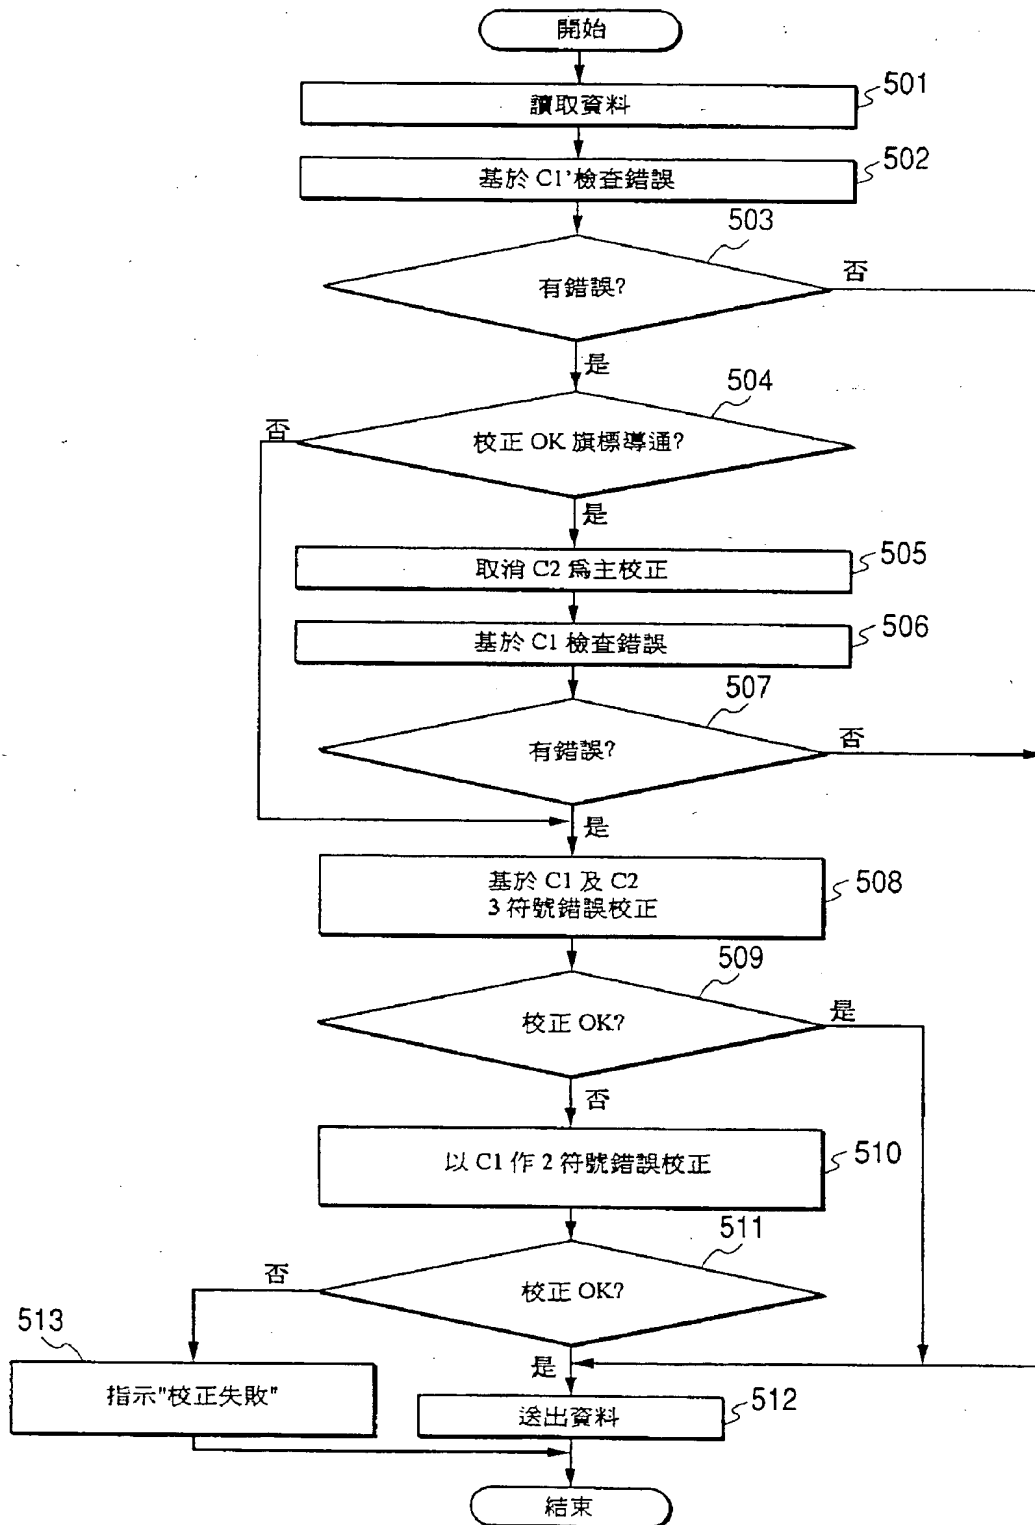 開始
讀取資料
501
基於 C1' 檢查錯誤
502
503
有錯誤?
否
是
504
校正 OK 旗標導通?
否
是
取消 C2 爲主校正
505
基於 C1 檢查錯誤
506
507
有錯誤?
否
是
基於 C1 及 C2
3 符號錯誤校正
508
509
校正 OK?
是
否
以 C1 作 2 符號錯誤校正
510
511
校正 OK?
否
是
513
指示"校正失敗"
送出資料
512
結束